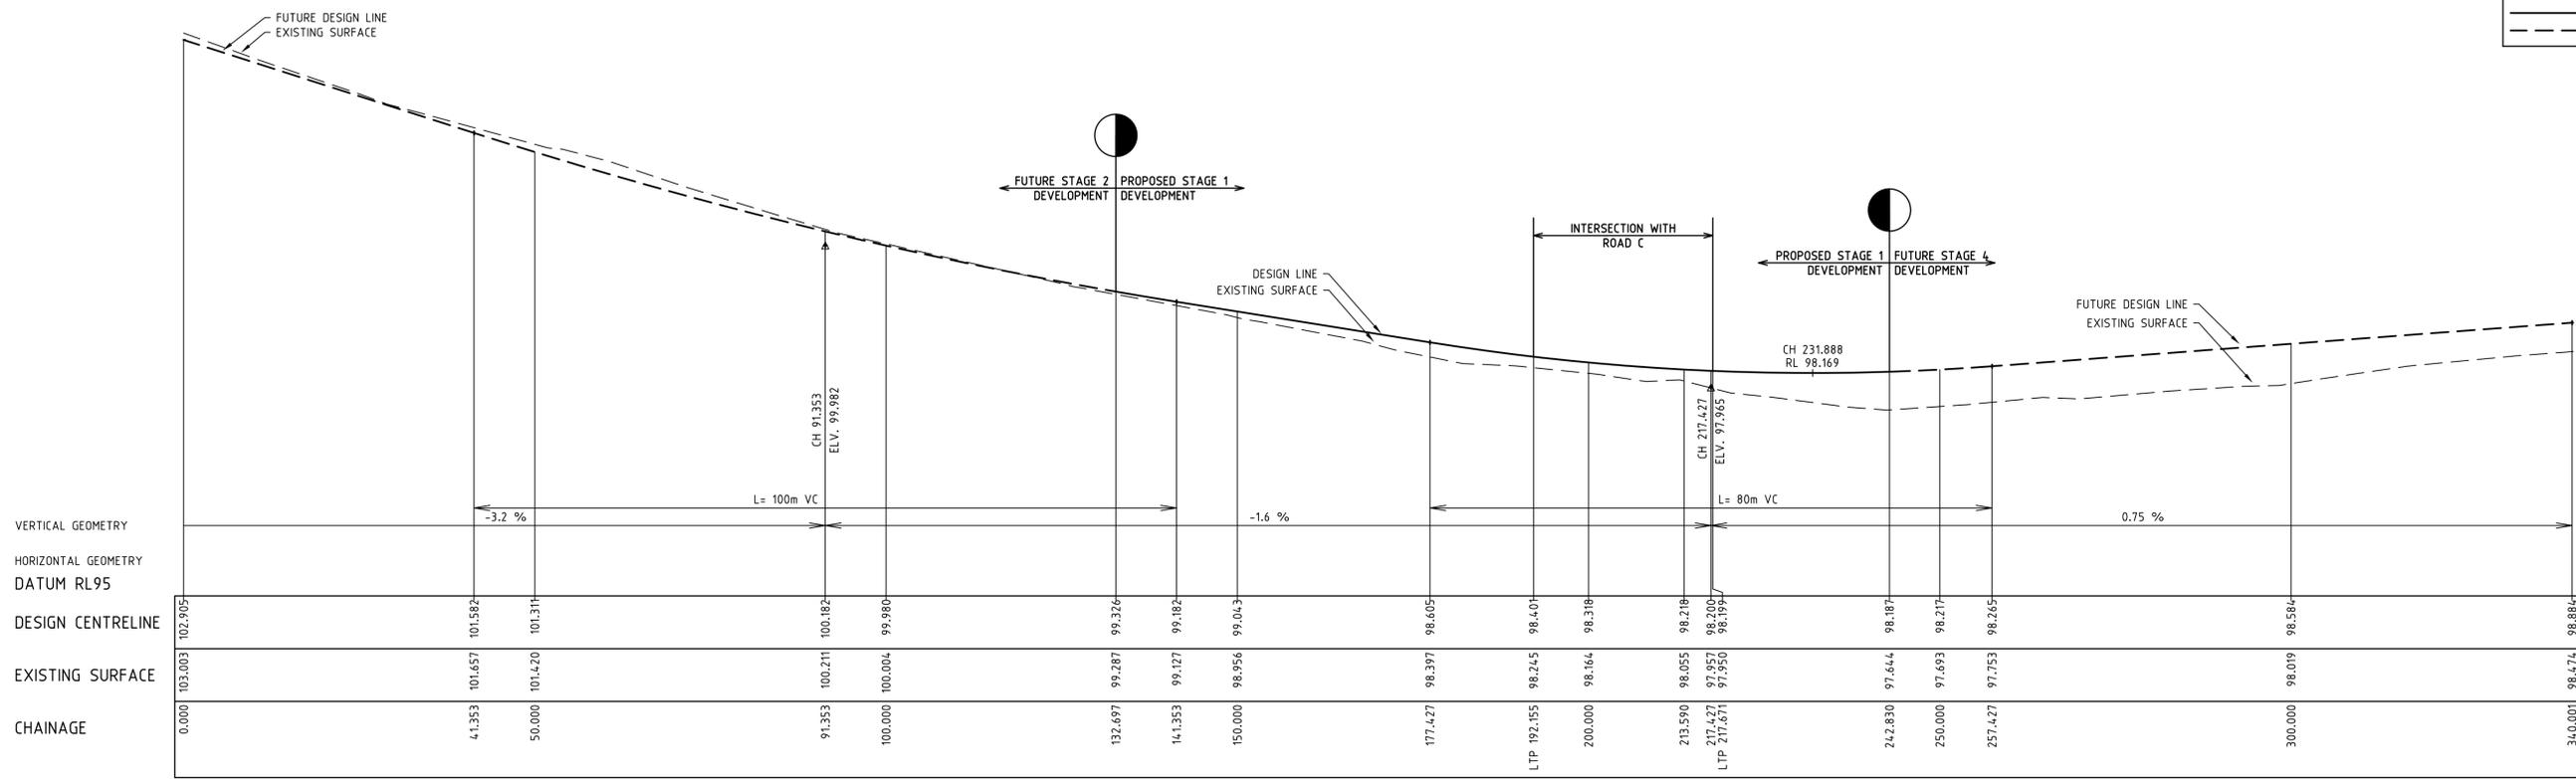 FUTURE DESIGN LINE
EXISTING SURFACE
FUTURE STAGE 2
DEVELOPMENT
PROPOSED STAGE 1
DEVELOPMENT
INTERSECTION WITH
ROAD C
DESIGN LINE
EXISTING SURFACE
PROPOSED STAGE 1
DEVELOPMENT
FUTURE STAGE 4
DEVELOPMENT
CH 231.888
RL 98.169
FUTURE DESIGN LINE
EXISTING SURFACE
CH 91.353
ELV. 99.982
CH 217.427
ELV. 97.965
L= 100m VC
L= 80m VC
VERTICAL GEOMETRY
-3.2 %
-1.6 %
0.75 %
HORIZONTAL GEOMETRY
DATUM RL95
DESIGN CENTRELINE
102.905
101.582
101.311
100.182
99.980
99.326
99.182
99.043
98.605
98.401
98.318
98.218
98.200
98.199
98.187
98.217
98.265
98.584
98.884
EXISTING SURFACE
103.003
101.657
101.420
100.211
100.004
99.287
99.127
98.956
98.397
98.245
98.164
98.055
97.957
97.950
97.644
97.693
97.753
98.019
98.474
CHAINAGE
0.000
41.353
50.000
91.353
100.000
132.697
141.353
150.000
177.427
LTP 192.155
200.000
213.590
217.427
LTP 217.671
242.830
250.000
257.427
300.000
340.001